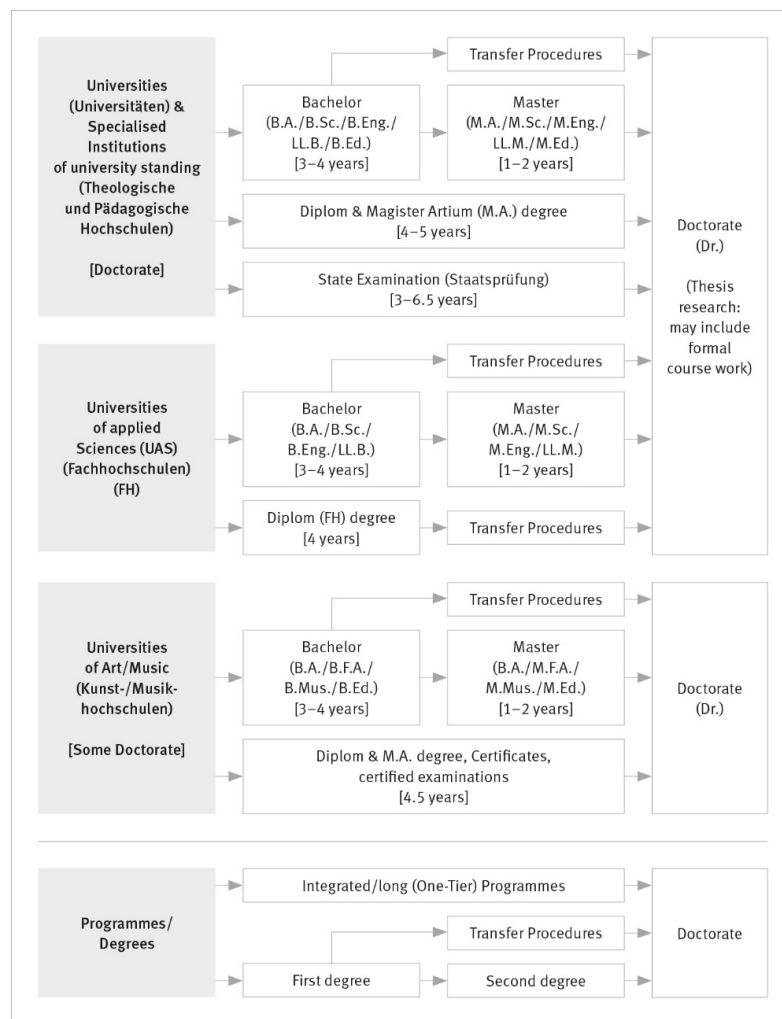 Transfer Procedures
Universities
(Universitäten) &
Specialised
Institutions
of university standing
(Theologische
und Pädagogische
Hochschulen)
[Doctorate]
Bachelor
(B.A./B.Sc./B.Eng./
LL.B./B.Ed.)
[3–4 years]
Master
(M.A./M.Sc./M.Eng./
LL.M./M.Ed.)
[1–2 years]
Diplom & Magister Artium (M.A.) degree
[4–5 years]
State Examination (Staatsprüfung)
[3–6.5 years]
Doctorate
(Dr.)
(Thesis
research:
may include
formal
course work)
Transfer Procedures
Universities
of applied
Sciences (UAS)
(Fachhochschulen)
(FH)
Bachelor
(B.A./B.Sc./
B.Eng./LL.B.)
[3–4 years]
Master
(M.A./M.Sc./
M.Eng./LL.M.)
[1–2 years]
Diplom (FH) degree
[4 years]
Transfer Procedures
Transfer Procedures
Universities
of Art/Music
(Kunst-/Musik-
hochschulen)
[Some Doctorate]
Bachelor
(B.A./B.F.A./
B.Mus./B.Ed.)
[3–4 years]
Master
(B.A./M.F.A./
M.Mus./M.Ed.)
[1–2 years]
Diplom & M.A. degree, Certificates,
certified examinations
[4.5 years]
Doctorate
(Dr.)
Programmes/
Degrees
Integrated/long (One-Tier) Programmes
Transfer Procedures
First degree
Second degree
Doctorate